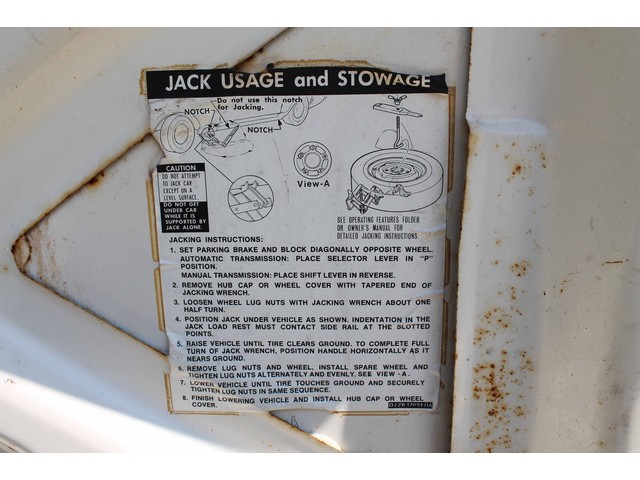 JACK USAGE and STOWAGE
Do not use this notch
for Jacking.
NOTCH
NOTCH
View-A
CAUTION
DO NOT ATTEMPT
TO JACK CAR
EXCEPT ON A
LEVEL SURFACE.
DO NOT GET
UNDER CAR
WHILE IT IS
SUPPORTED BY
JACK ALONE.
SEE OPERATING FEATURES FOLDER
OR OWNER'S MANUAL FOR
DETAILED JACKING INSTRUCTIONS.
JACKING INSTRUCTIONS:
1. SET PARKING BRAKE AND BLOCK DIAGONALLY OPPOSITE WHEEL.
AUTOMATIC TRANSMISSION: PLACE SELECTOR LEVER IN "P"
POSITION.
MANUAL TRANSMISSION: PLACE SHIFT LEVER IN REVERSE.
2. REMOVE HUB CAP OR WHEEL COVER WITH TAPERED END OF
JACKING WRENCH.
3. LOOSEN WHEEL LUG NUTS WITH JACKING WRENCH ABOUT ONE
HALF TURN.
4. POSITION JACK UNDER VEHICLE AS SHOWN. INDENTATION IN THE
JACK LOAD REST MUST CONTACT SIDE RAIL AT THE SLOTTED
POINTS.
5. RAISE VEHICLE UNTIL TIRE CLEARS GROUND. TO COMPLETE FULL
TURN OF JACK WRENCH, POSITION HANDLE HORIZONTALLY AS IT
NEARS GROUND.
6. REMOVE LUG NUTS AND WHEEL, INSTALL SPARE WHEEL AND
TIGHTEN LUG NUTS ALTERNATELY AND EVENLY. SEE VIEW-A.
7. LOWER VEHICLE UNTIL TIRE TOUCHES GROUND AND SECURELY
TIGHTEN LUG NUTS IN SAME SEQUENCE.
8. FINISH LOWERING VEHICLE AND INSTALL HUB CAP OR WHEEL
COVER.